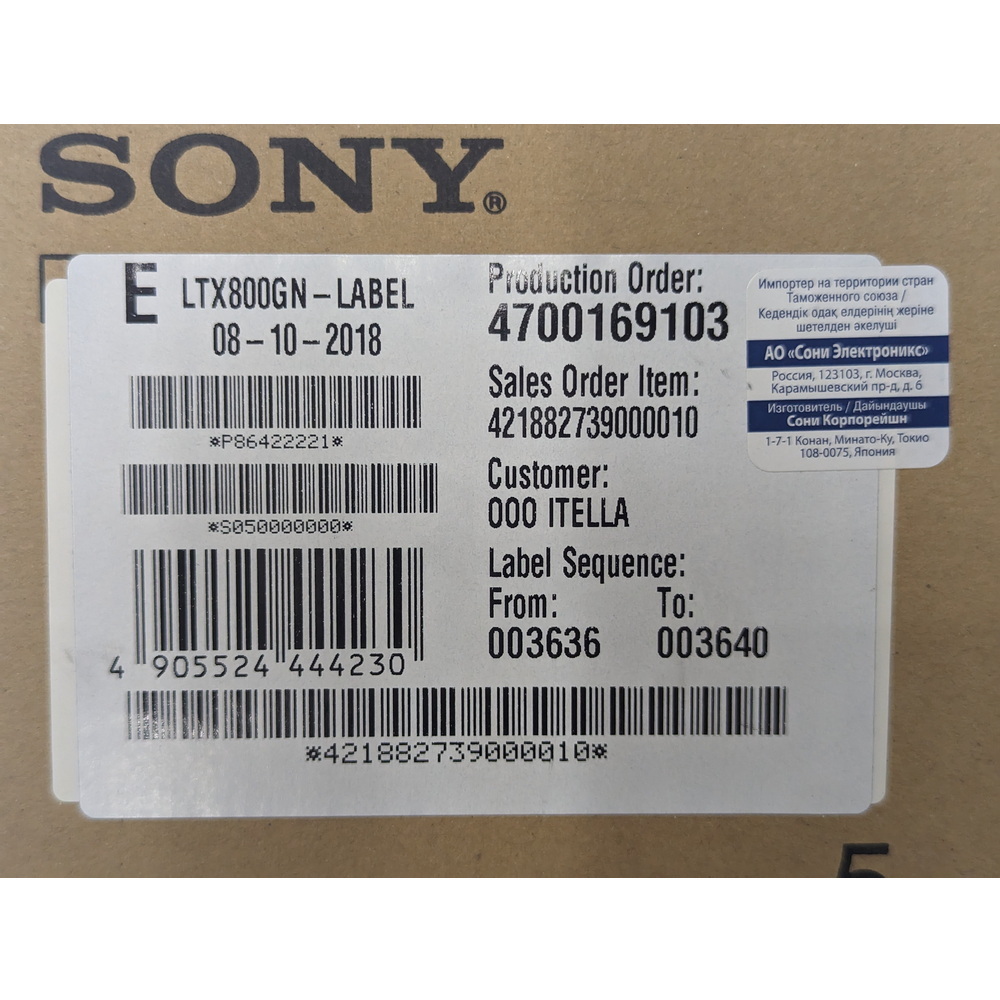 SONY®
E LTX800GN-LABEL
08-10-2018
*P86422221*
*S050000000*
4 905524 444230
*421882739000010*
Production Order:
4700169103
Sales Order Item:
421882739000010
Customer:
OOO ITELLA
Label Sequence:
From: To:
003636 003640
Импортер на территории стран
Таможенного союза /
Кедендік одақ елдерінің жеріне
шетелден әкелуші
АО «Сони Электроникс»
Россия, 123103, г. Москва,
Карамышевский пр-д, д. 6
Изготовитель / Дайындаушы
Сони Корпорейшн
1-7-1 Конан, Минато-Ку, Токио
108-0075, Япония
5